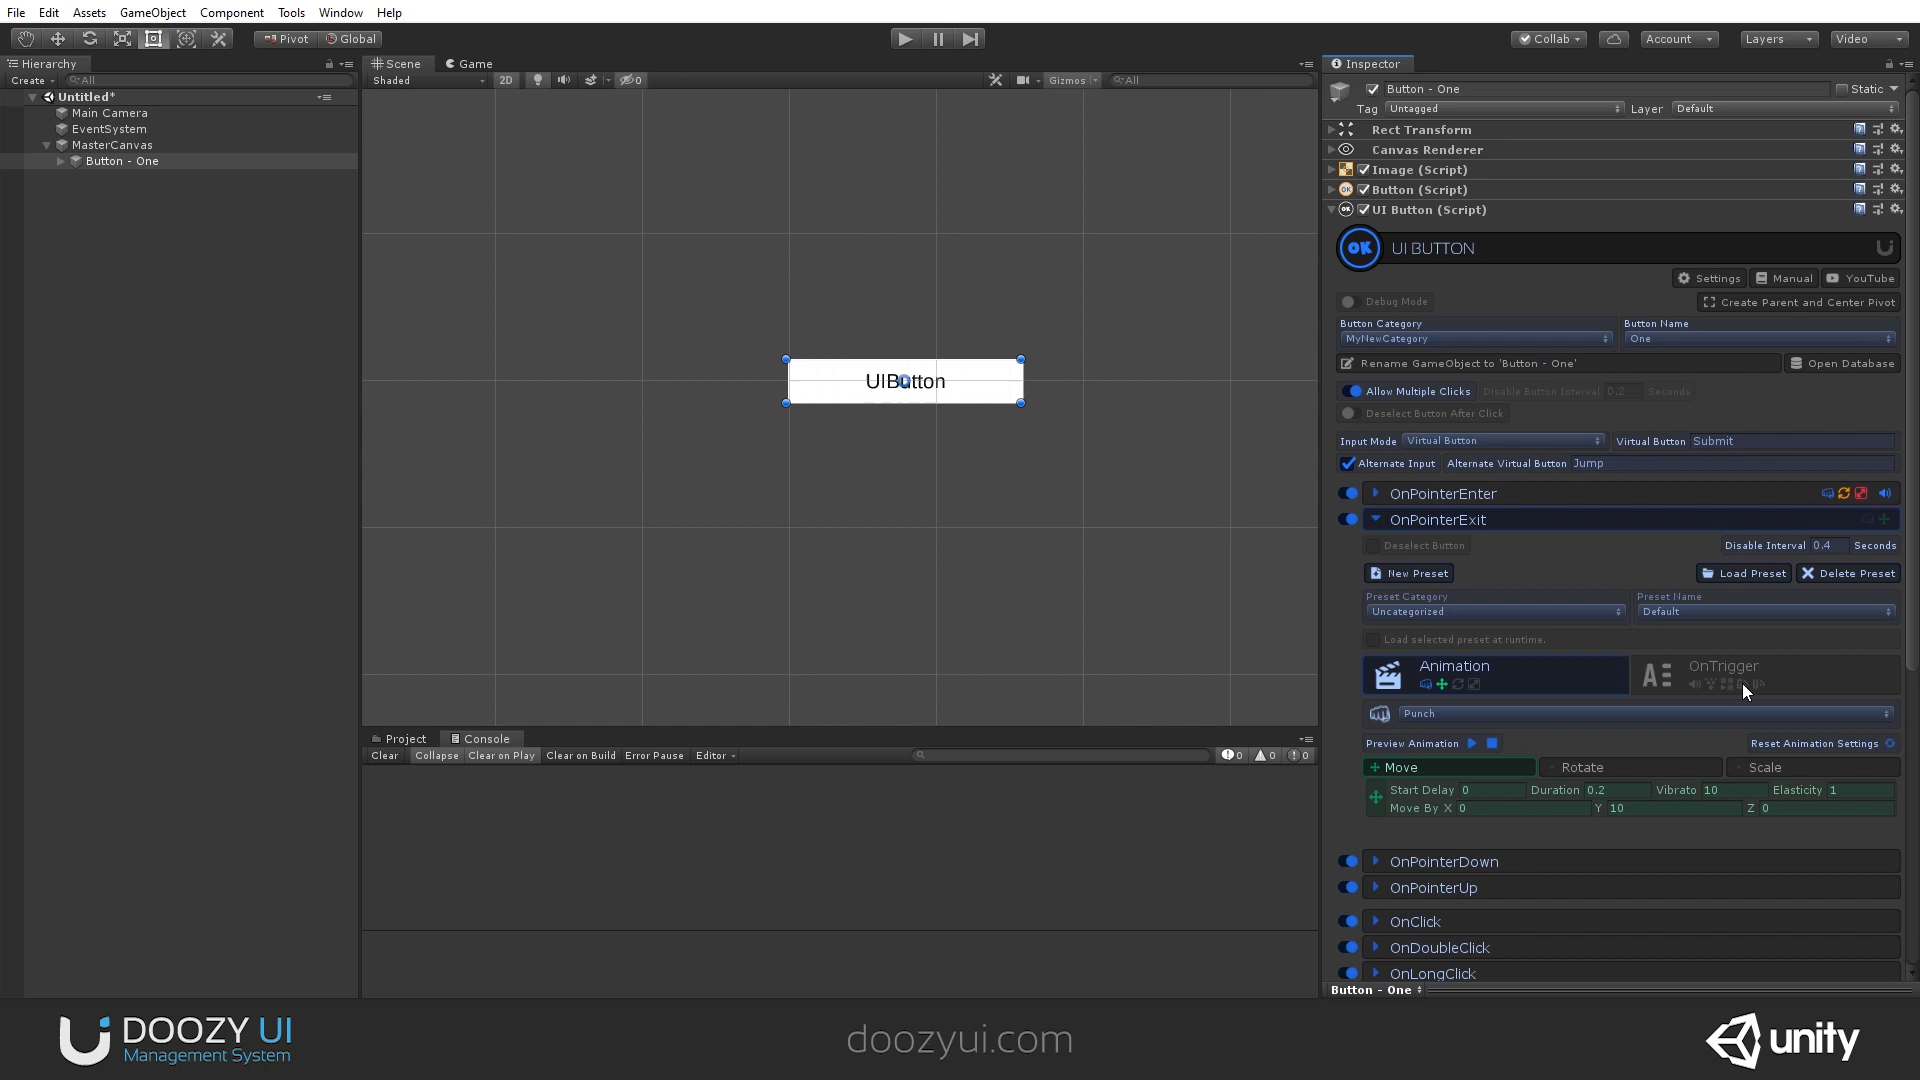 File Edit Assets GameObject Component Tools Window Help
Pivot Global Collab Account Layers Video
Hierarchy
Create All
Untitled*
Main Camera
EventSystem
MasterCanvas
Button - One
Scene Game
Shaded 2D 0 Gizmos All
UIButton
Project Console
Clear Collapse Clear on Play Clear on Build Error Pause Editor 0 0 0
Inspector
Button - One Static
Tag Untagged Layer Default
Rect Transform
Canvas Renderer
Image (Script)
OK Button (Script)
OK UI Button (Script)
OK UI BUTTON
Settings Manual YouTube
Debug Mode Create Parent and Center Pivot
Button Category Button Name
MyNewCategory One
Rename GameObject to 'Button - One' Open Database
Allow Multiple Clicks Disable Button Interval 0.2 Seconds
Deselect Button After Click
Input Mode Virtual Button Virtual Button Submit
Alternate Input Alternate Virtual Button Jump
OnPointerEnter
OnPointerExit
Deselect Button Disable Interval 0.4 Seconds
New Preset Load Preset Delete Preset
Preset Category Preset Name
Uncategorized Default
Load selected preset at runtime.
Animation A OnTrigger
Punch
Preview Animation Reset Animation Settings
Move Rotate Scale
Start Delay 0 Duration 0.2 Vibrato 10 Elasticity 1
Move By X 0 Y 10 Z 0
OnPointerDown
OnPointerUp
OnClick
OnDoubleClick
OnLongClick
Button - One
DOOZY UI
Management System
doozyui.com
unity